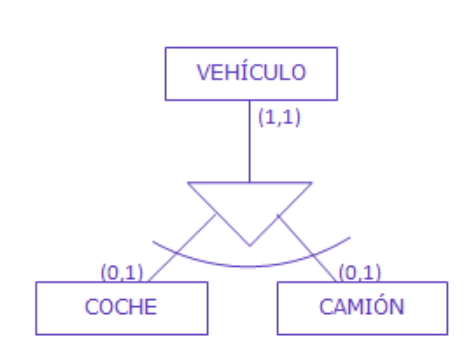 VEHÍCULO
(1,1)
(0,1)
(0,1)
COCHE
CAMIÓN